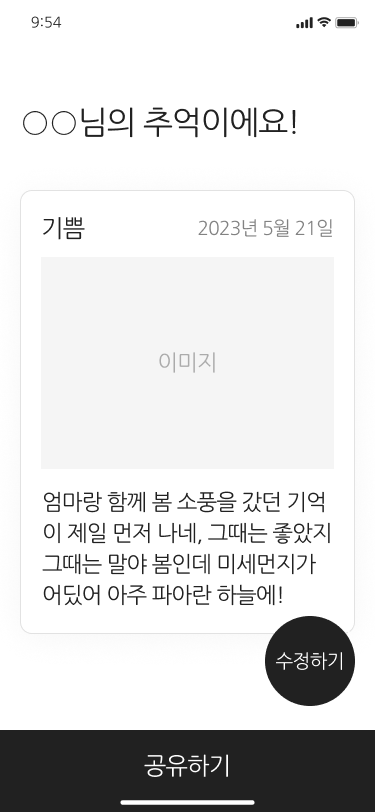 9:54
○○님의 추억이에요!
기쁨
2023년 5월 21일
이미지
엄마랑 함께 봄 소풍을 갔던 기억
이 제일 먼저 나네, 그때는 좋았지
그때는 말야 봄인데 미세먼지가
어딨어 아주 파아란 하늘에!
수정하기
공유하기